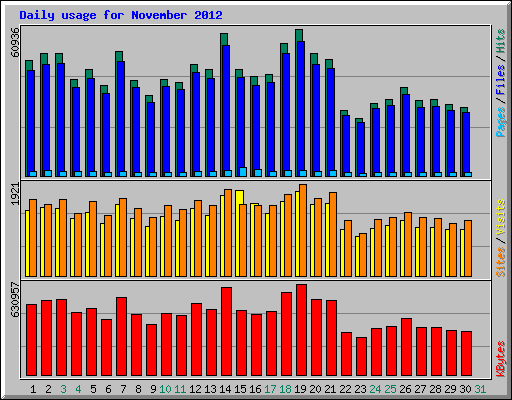 Daily usage for November 2012
60936
Pages / Files / Hits
1921
Sites / Visits
630957
KBytes
1 2 3 4 5 6 7 8 9 10 11 12 13 14 15 16 17 18 19 20 21 22 23 24 25 26 27 28 29 30 31